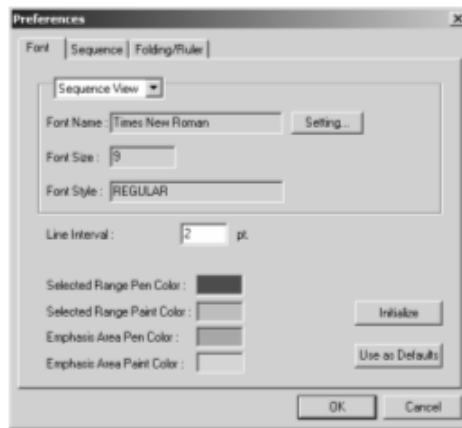 Preferences
Font Sequence Folding/Ruler
Sequence View
Font Name : Times New Roman Setting...
Font Size : 9
Font Style : REGULAR
Line Interval : 2 pt.
Selected Range Pen Color :
Selected Range Paint Color :
Initialize
Emphasis Area Pen Color :
Use as Defaults
Emphasis Area Paint Color :
OK Cancel